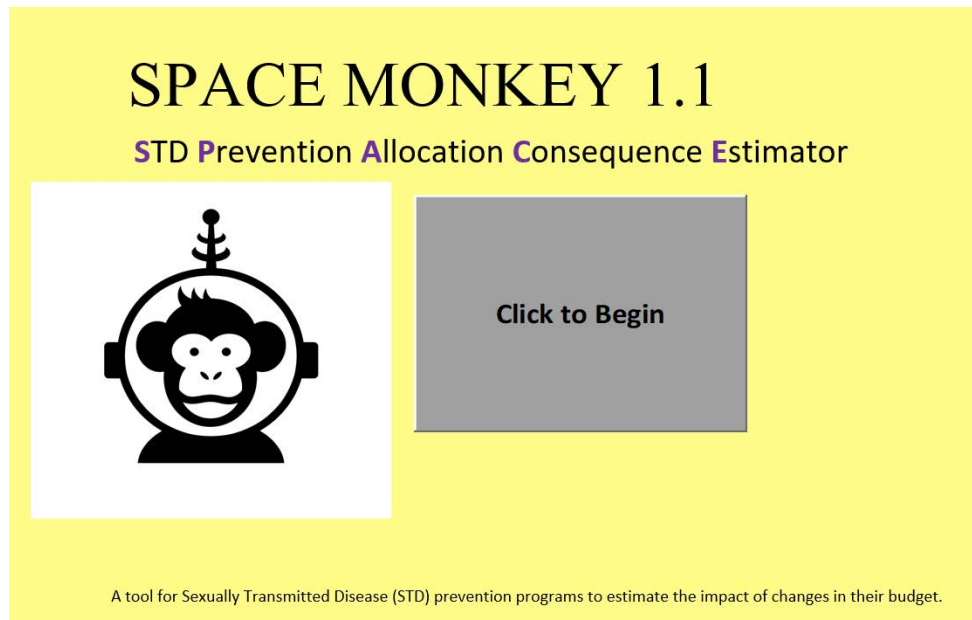 SPACE MONKEY 1.1
STD Prevention Allocation Consequence Estimator
Click to Begin
A tool for Sexually Transmitted Disease (STD) prevention programs to estimate the impact of changes in their budget.